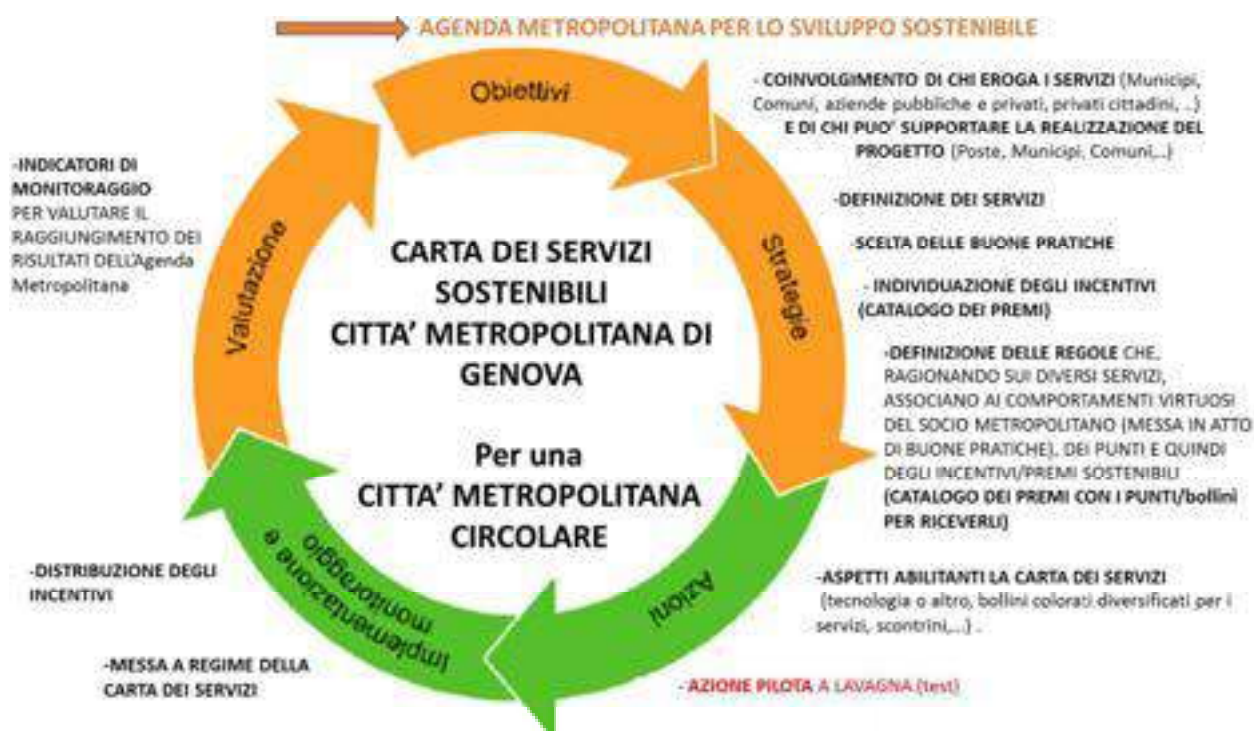 AGENDA METROPOLITANA PER LO SVILUPPO SOSTENIBILE
Obiettivi
- COINVOLGIMENTO DI CHI EROGA I SERVIZI (Municipi,
Comuni, aziende pubbliche e privati, privati cittadini, ..)
E DI CHI PUO' SUPPORTARE LA REALIZZAZIONE DEL
PROGETTO (Poste, Municipi, Comuni,..)
-DEFINIZIONE DEI SERVIZI
-SCELTA DELLE BUONE PRATICHE
- INDIVIDUAZIONE DEGLI INCENTIVI
(CATALOGO DEI PREMI)
-DEFINIZIONE DELLE REGOLE CHE,
RAGIONANDO SUI DIVERSI SERVIZI,
ASSOCIANO AI COMPORTAMENTI VIRTUOSI
DEL SOCIO METROPOLITANO (MESSA IN ATTO
DI BUONE PRATICHE), DEI PUNTI E QUINDI
DEGLI INCENTIVI/PREMI SOSTENIBILI
(CATALOGO DEI PREMI CON I PUNTI/bollini
PER RICEVERLI)
Strategie
-ASPETTI ABILITANTI LA CARTA DEI SERVIZI
(tecnologia o altro, bollini colorati diversificati per i
servizi, scontrini,...) .
Azioni
- AZIONE PILOTA A LAVAGNA (test)
Implementazione e
monitoraggio
-MESSA A REGIME DELLA
CARTA DEI SERVIZI
-DISTRIBUZIONE DEGLI
INCENTIVI
Valutazione
-INDICATORI DI
MONITORAGGIO
PER VALUTARE IL
RAGGIUNGIMENTO DEI
RISULTATI DELL'Agenda
Metropolitana
CARTA DEI SERVIZI
SOSTENIBILI
CITTA' METROPOLITANA DI
GENOVA
Per una
CITTA' METROPOLITANA
CIRCOLARE